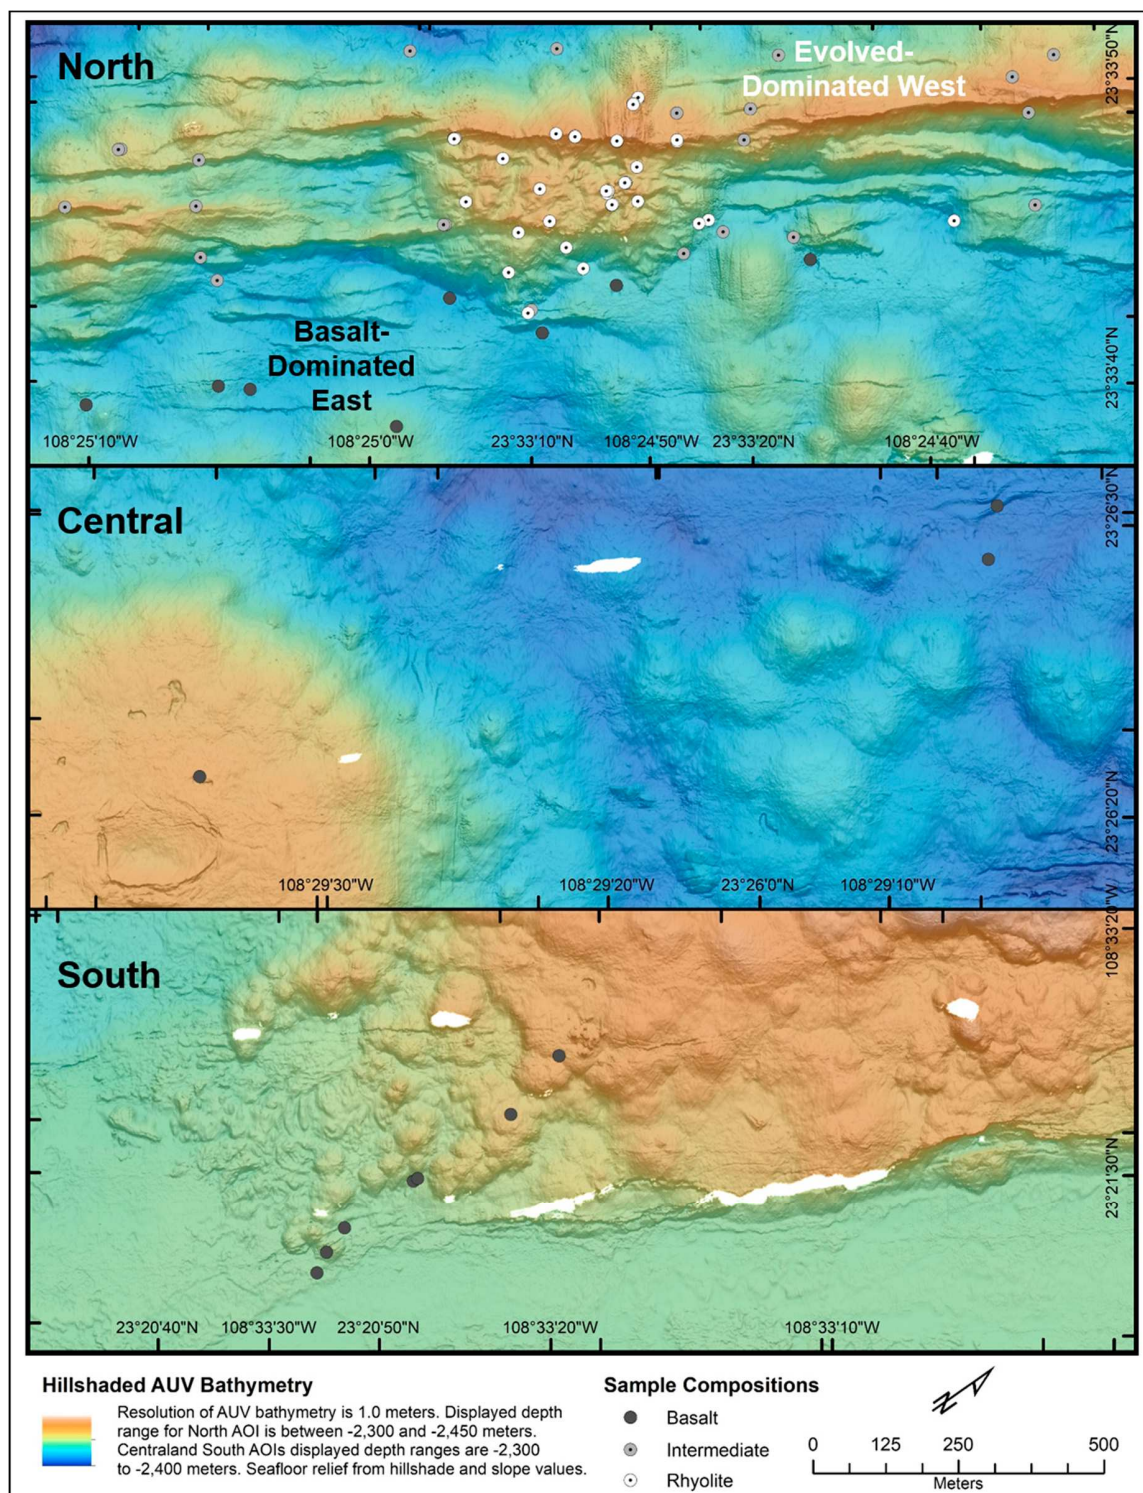 North
Evolved-
Dominated West
23°33'50"N
Basalt-
Dominated
East
23°33'40"N
108°25'10"W
108°25'0"W
23°33'10"N
108°24'50"W
23°33'20"N
108°24'40"W
Central
23°26'30"N
23°26'20"N
108°29'30"W
108°29'20"W
23°26'0"N
108°29'10"W
South
108°33'20"W
23°21'30"N
23°20'40"N
108°33'30"W
23°20'50"N
108°33'20"W
108°33'10"W
Hillshaded AUV Bathymetry
Resolution of AUV bathymetry is 1.0 meters. Displayed depth
range for North AOI is between -2,300 and -2,450 meters.
Centraland South AOIs displayed depth ranges are -2,300
to -2,400 meters. Seafloor relief from hillshade and slope values.
Sample Compositions
Basalt
Intermediate
Rhyolite
0 125 250 500
Meters